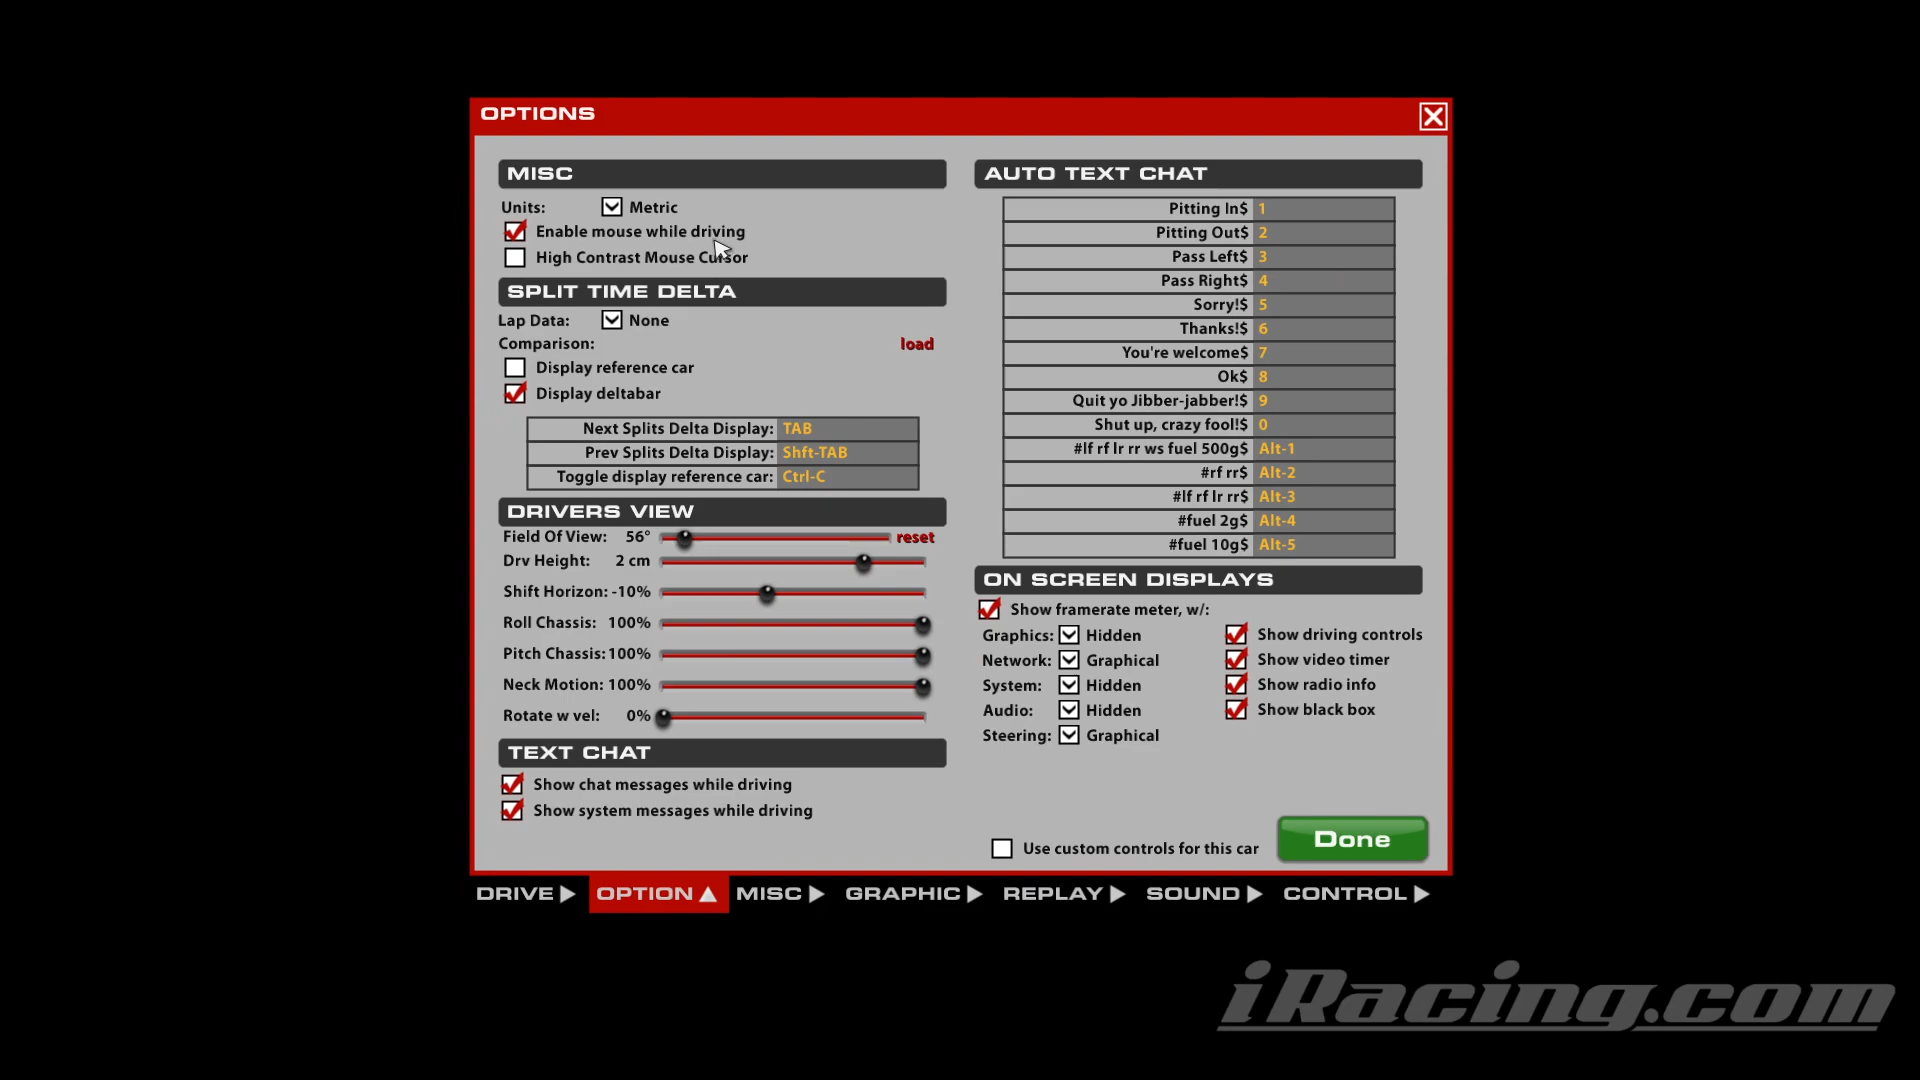 OPTIONS
MISC
Units: Metric
Enable mouse while driving
High Contrast Mouse Cursor
SPLIT TIME DELTA
Lap Data: None
Comparison: load
Display reference car
Display deltabar
Next Splits Delta Display: TAB
Prev Splits Delta Display: Shft-TAB
Toggle display reference car: Ctrl-C
DRIVERS VIEW
Field Of View: 56° reset
Drv Height: 2 cm
Shift Horizon: -10%
Roll Chassis: 100%
Pitch Chassis: 100%
Neck Motion: 100%
Rotate w vel: 0%
TEXT CHAT
Show chat messages while driving
Show system messages while driving
AUTO TEXT CHAT
Pitting In$ 1
Pitting Out$ 2
Pass Left$ 3
Pass Right$ 4
Sorry!$ 5
Thanks!$ 6
You're welcome$ 7
Ok$ 8
Quit yo Jibber-jabber!$ 9
Shut up, crazy fool!$ 0
#lf rf lr rr ws fuel 500g$ Alt-1
#rf rr$ Alt-2
#lf rf lr rr$ Alt-3
#fuel 2g$ Alt-4
#fuel 10g$ Alt-5
ON SCREEN DISPLAYS
Show framerate meter, w/:
Graphics: Hidden Show driving controls
Network: Graphical Show video timer
System: Hidden Show radio info
Audio: Hidden Show black box
Steering: Graphical
Use custom controls for this car Done
DRIVE OPTION MISC GRAPHIC REPLAY SOUND CONTROL
iRacing.com